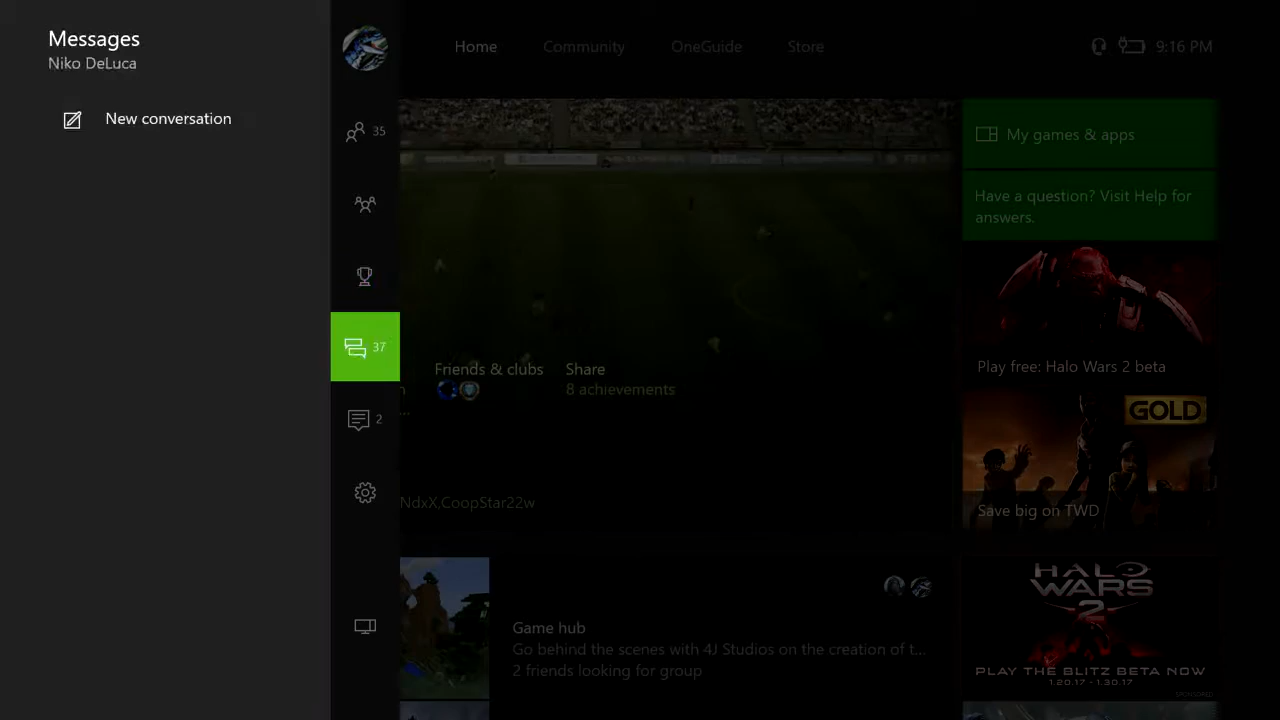 Messages
Niko DeLuca
New conversation
35
37
2
Home
Community
OneGuide
Store
9:16 PM
Friends & clubs
Share
8 achievements
n
...
NdxX,CoopStar22w
Game hub
Go behind the scenes with 4J Studios on the creation of t...
2 friends looking for group
My games & apps
Have a question? Visit Help for
answers.
Play free: Halo Wars 2 beta
GOLD
Save big on TWD
HALO
WARS
2
PLAY THE BLITZ BETA NOW
1.20.17 - 1.30.17
SPONSORED